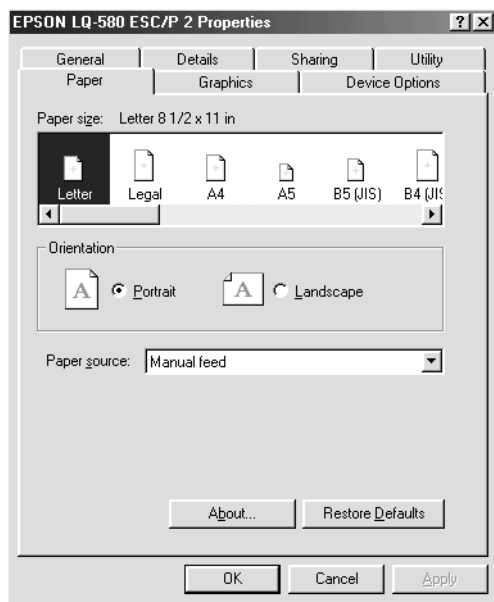 EPSON LQ-580 ESC/P 2 Properties ? X
General Details Sharing Utility
Paper Graphics Device Options
Paper size: Letter 8 1/2 x 11 in
Letter Legal A4 A5 B5 (JIS) B4 (JIS
Orientation
A Portrait A Landscape
Paper source: Manual feed
About... Restore Defaults
OK Cancel Apply